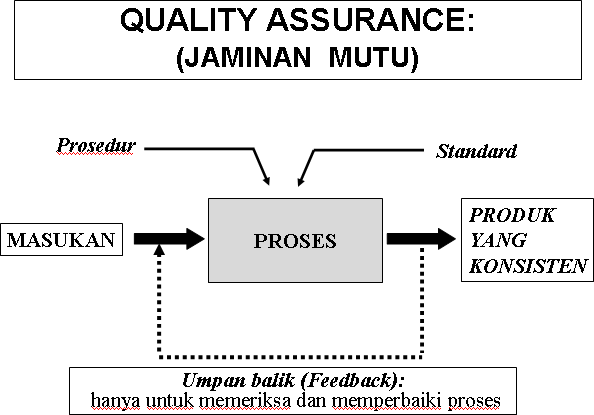 QUALITY ASSURANCE:
(JAMINAN MUTU)
Prosedur
Standard
MASUKAN
PROSES
PRODUK
YANG
KONSISTEN
Umpan balik (Feedback):
hanya untuk memeriksa dan memperbaiki proses